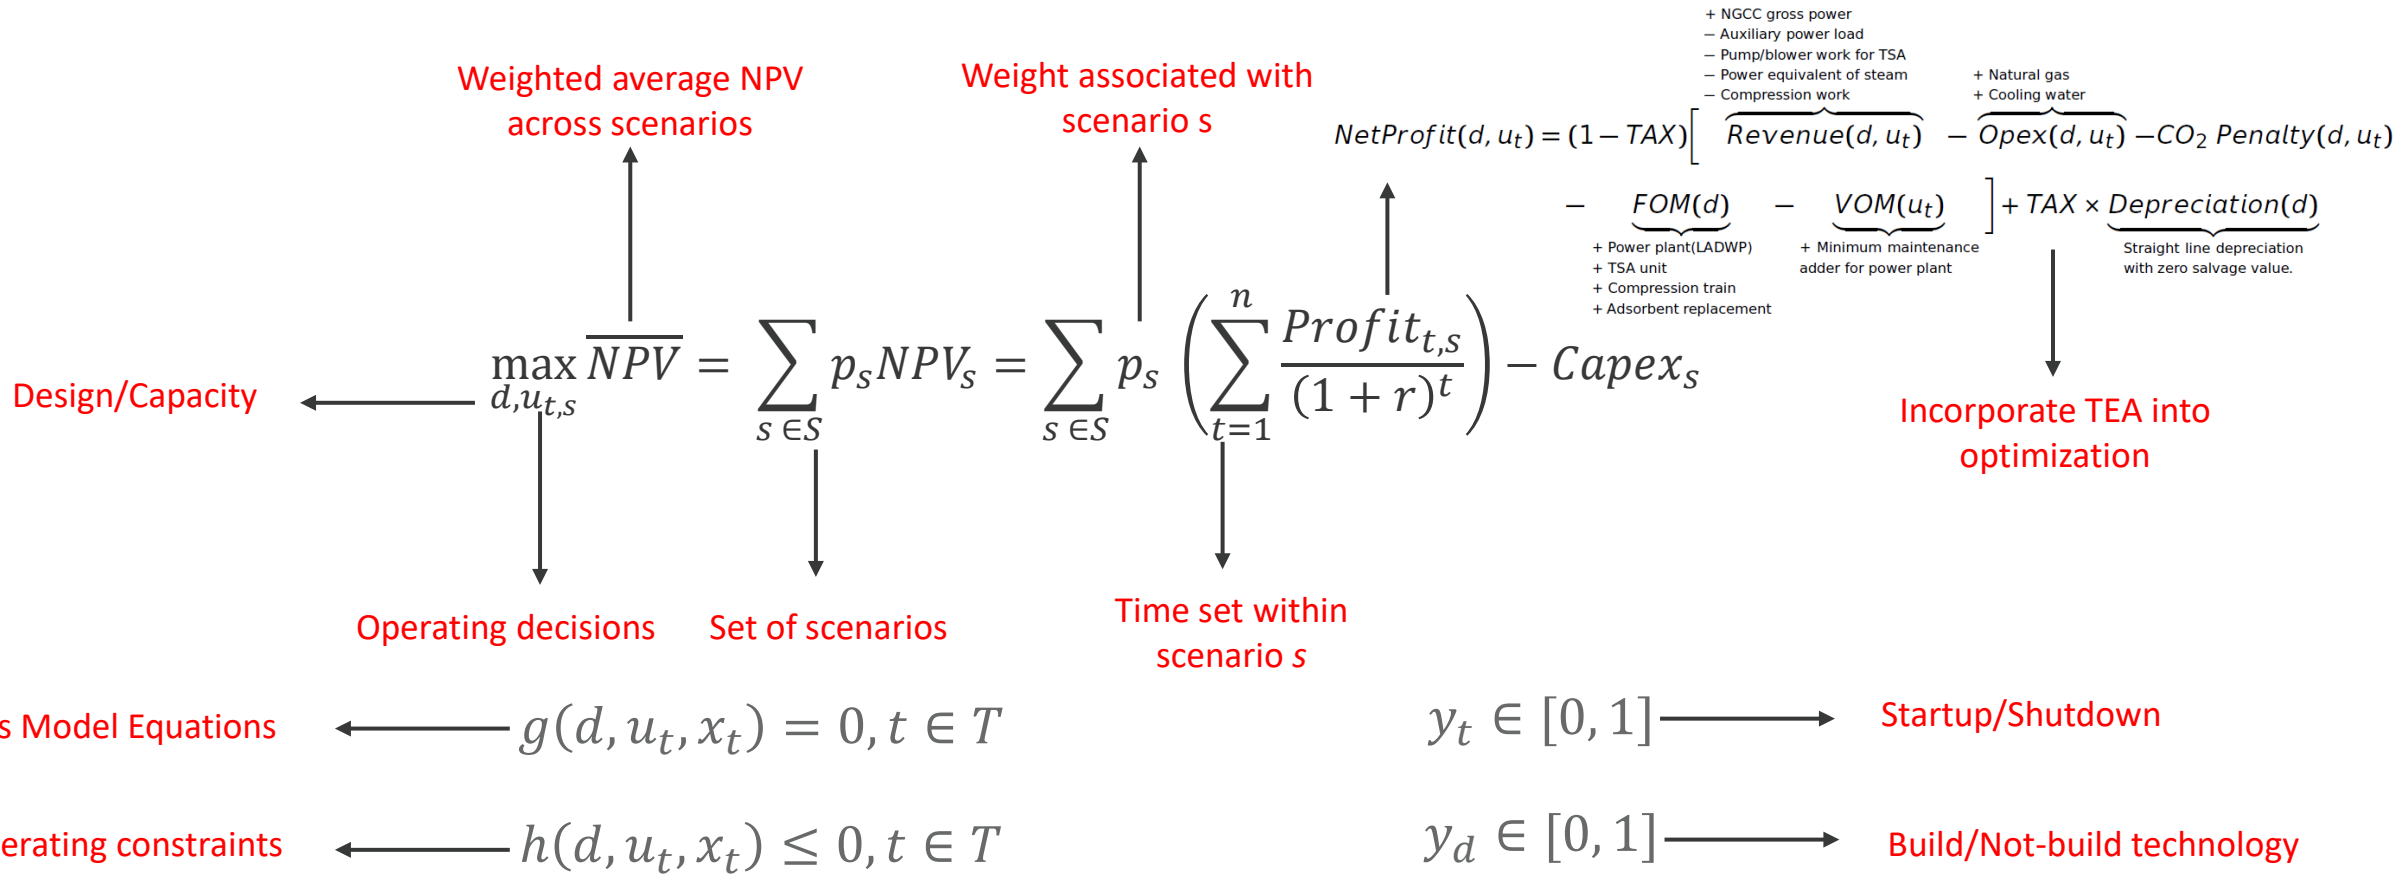 + NGCC gross power
− Auxiliary power load
− Pump/blower work for TSA
− Power equivalent of steam
− Compression work
+ Natural gas
+ Cooling water
Weighted average NPV
across scenarios
Weight associated with
scenario s
NetProfit(d, u_t) = (1 − TAX)[ Revenue(d, u_t) − Opex(d, u_t) − CO₂ Penalty(d, u_t)
− FOM(d) − VOM(u_t) ] + TAX × Depreciation(d)
+ Power plant(LADWP)
+ TSA unit
+ Compression train
+ Adsorbent replacement
+ Minimum maintenance
adder for power plant
Straight line depreciation
with zero salvage value.
Design/Capacity
max_{d,u_{t,s}} \overline{NPV} = ∑_{s ∈S} p_s NPV_s = ∑_{s ∈S} p_s (∑_{t=1}^{n} Profit_{t,s} / (1 + r)^t) − Capex_s
Incorporate TEA into
optimization
Operating decisions
Set of scenarios
Time set within
scenario s
s Model Equations
g(d, u_t, x_t) = 0, t ∈ T
y_t ∈ [0, 1]
Startup/Shutdown
erating constraints
h(d, u_t, x_t) ≤ 0, t ∈ T
y_d ∈ [0, 1]
Build/Not-build technology